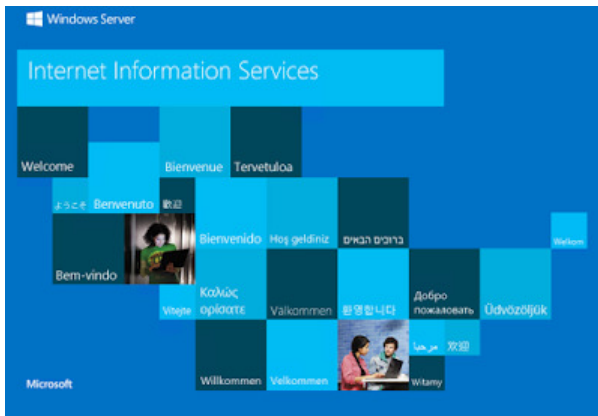 Windows Server
Internet Information Services
Welcome
Bienvenue
Tervetuloa
ようこそ
Benvenuto
歡迎
Bienvenido
Hoş geldiniz
ברוכים הבאים
Welkom
Bem-vindo
Vítejte
Καλώς
ορίσατε
Välkommen
환영합니다
Добро
пожаловать
Üdvözöljük
مرحبا
欢迎
Willkommen
Velkommen
Witamy
Microsoft